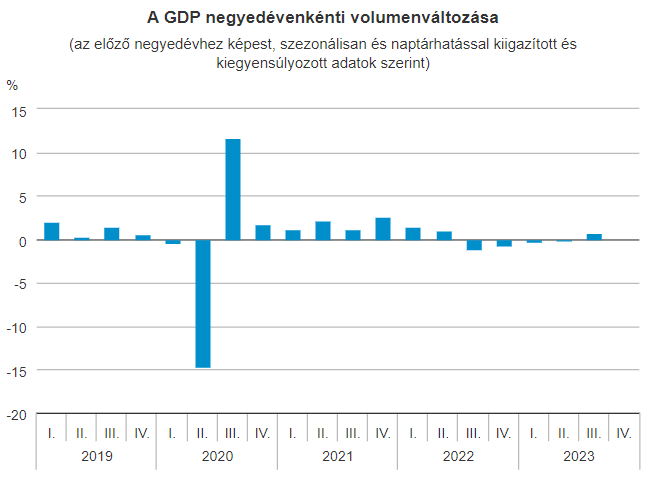 A GDP negyedévenkénti volumenváltozása
(az előző negyedévhez képest, szezonálisan és naptárhatással kiigazított és
kiegyensúlyozott adatok szerint)
%
15
10
5
0
-5
-10
-15
-20
I. II. III. IV. I. II. III. IV. I. II. III. IV. I. II. III. IV. I. II. III. IV.
2019 2020 2021 2022 2023